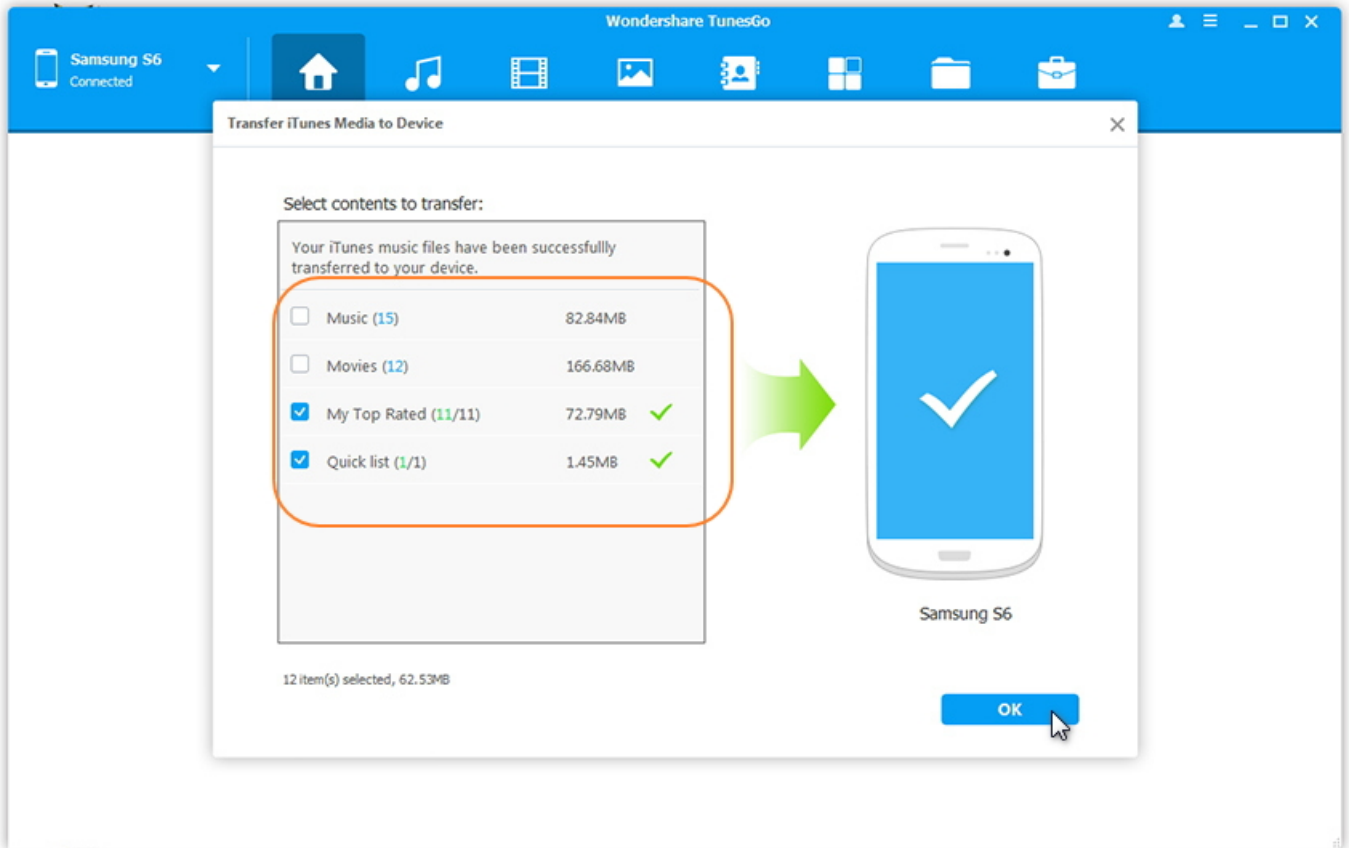 Wondershare TunesGo
Samsung S6
Connected
Transfer iTunes Media to Device
Select contents to transfer:
Your iTunes music files have been successfullly
transferred to your device.
Music (15) 82.84MB
Movies (12) 166.68MB
My Top Rated (11/11) 72.79MB
Quick list (1/1) 1.45MB
Samsung S6
12 item(s) selected, 62.53MB
OK